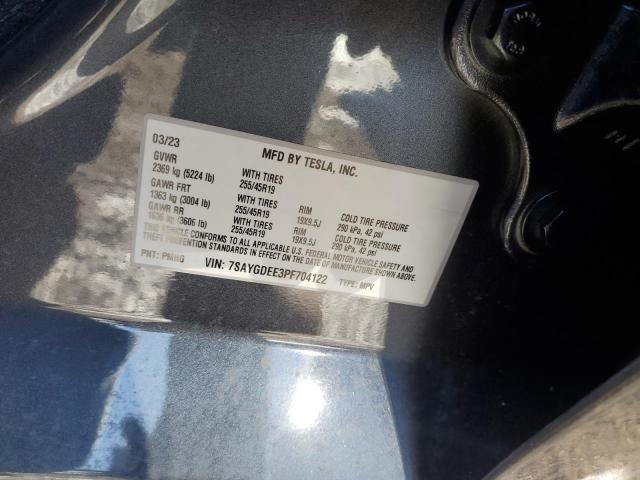 03/23 MFD BY TESLA, INC.
GVWR
2369 kg (5224 lb) WITH TIRES 255/45R19
GAWR FRT
1363 kg (3004 lb) WITH TIRES 255/45R19 RIM 19X9.5J COLD TIRE PRESSURE 290 kPa, 42 psi
GAWR RR
1636 kg (3606 lb) WITH TIRES 255/45R19 RIM 19X9.5J COLD TIRE PRESSURE 290 kPa, 42 psi
THIS VEHICLE CONFORMS TO ALL APPLICABLE U.S. FEDERAL MOTOR VEHICLE SAFETY AND
THEFT PREVENTION STANDARDS IN EFFECT ON THE DATE OF MANUFACTURE SHOWN ABOVE.
PNT: PMNG VIN: 7SAYGDEE3PF704122 TYPE: MPV